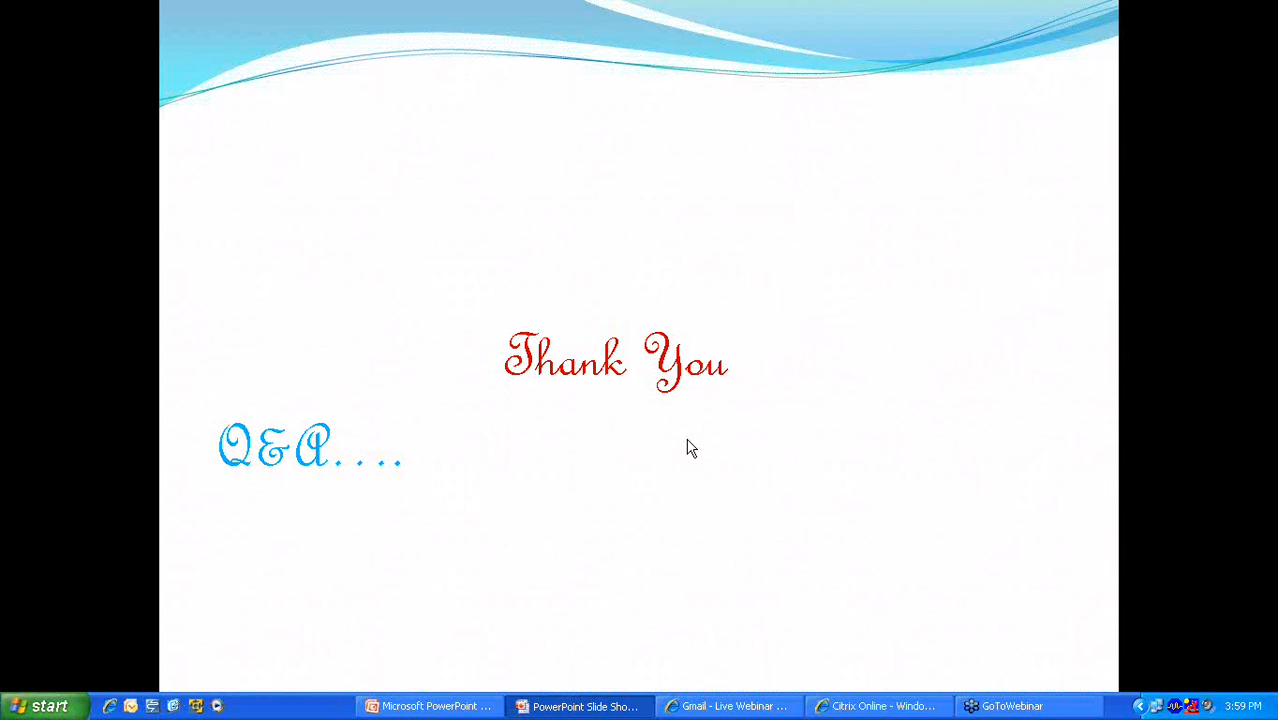 Thank You
Q&A....
start
Microsoft PowerPoint ...
PowerPoint Slide Sho...
Gmail - Live Webinar ...
Citrix Online - Windo...
GoToWebinar
3:59 PM